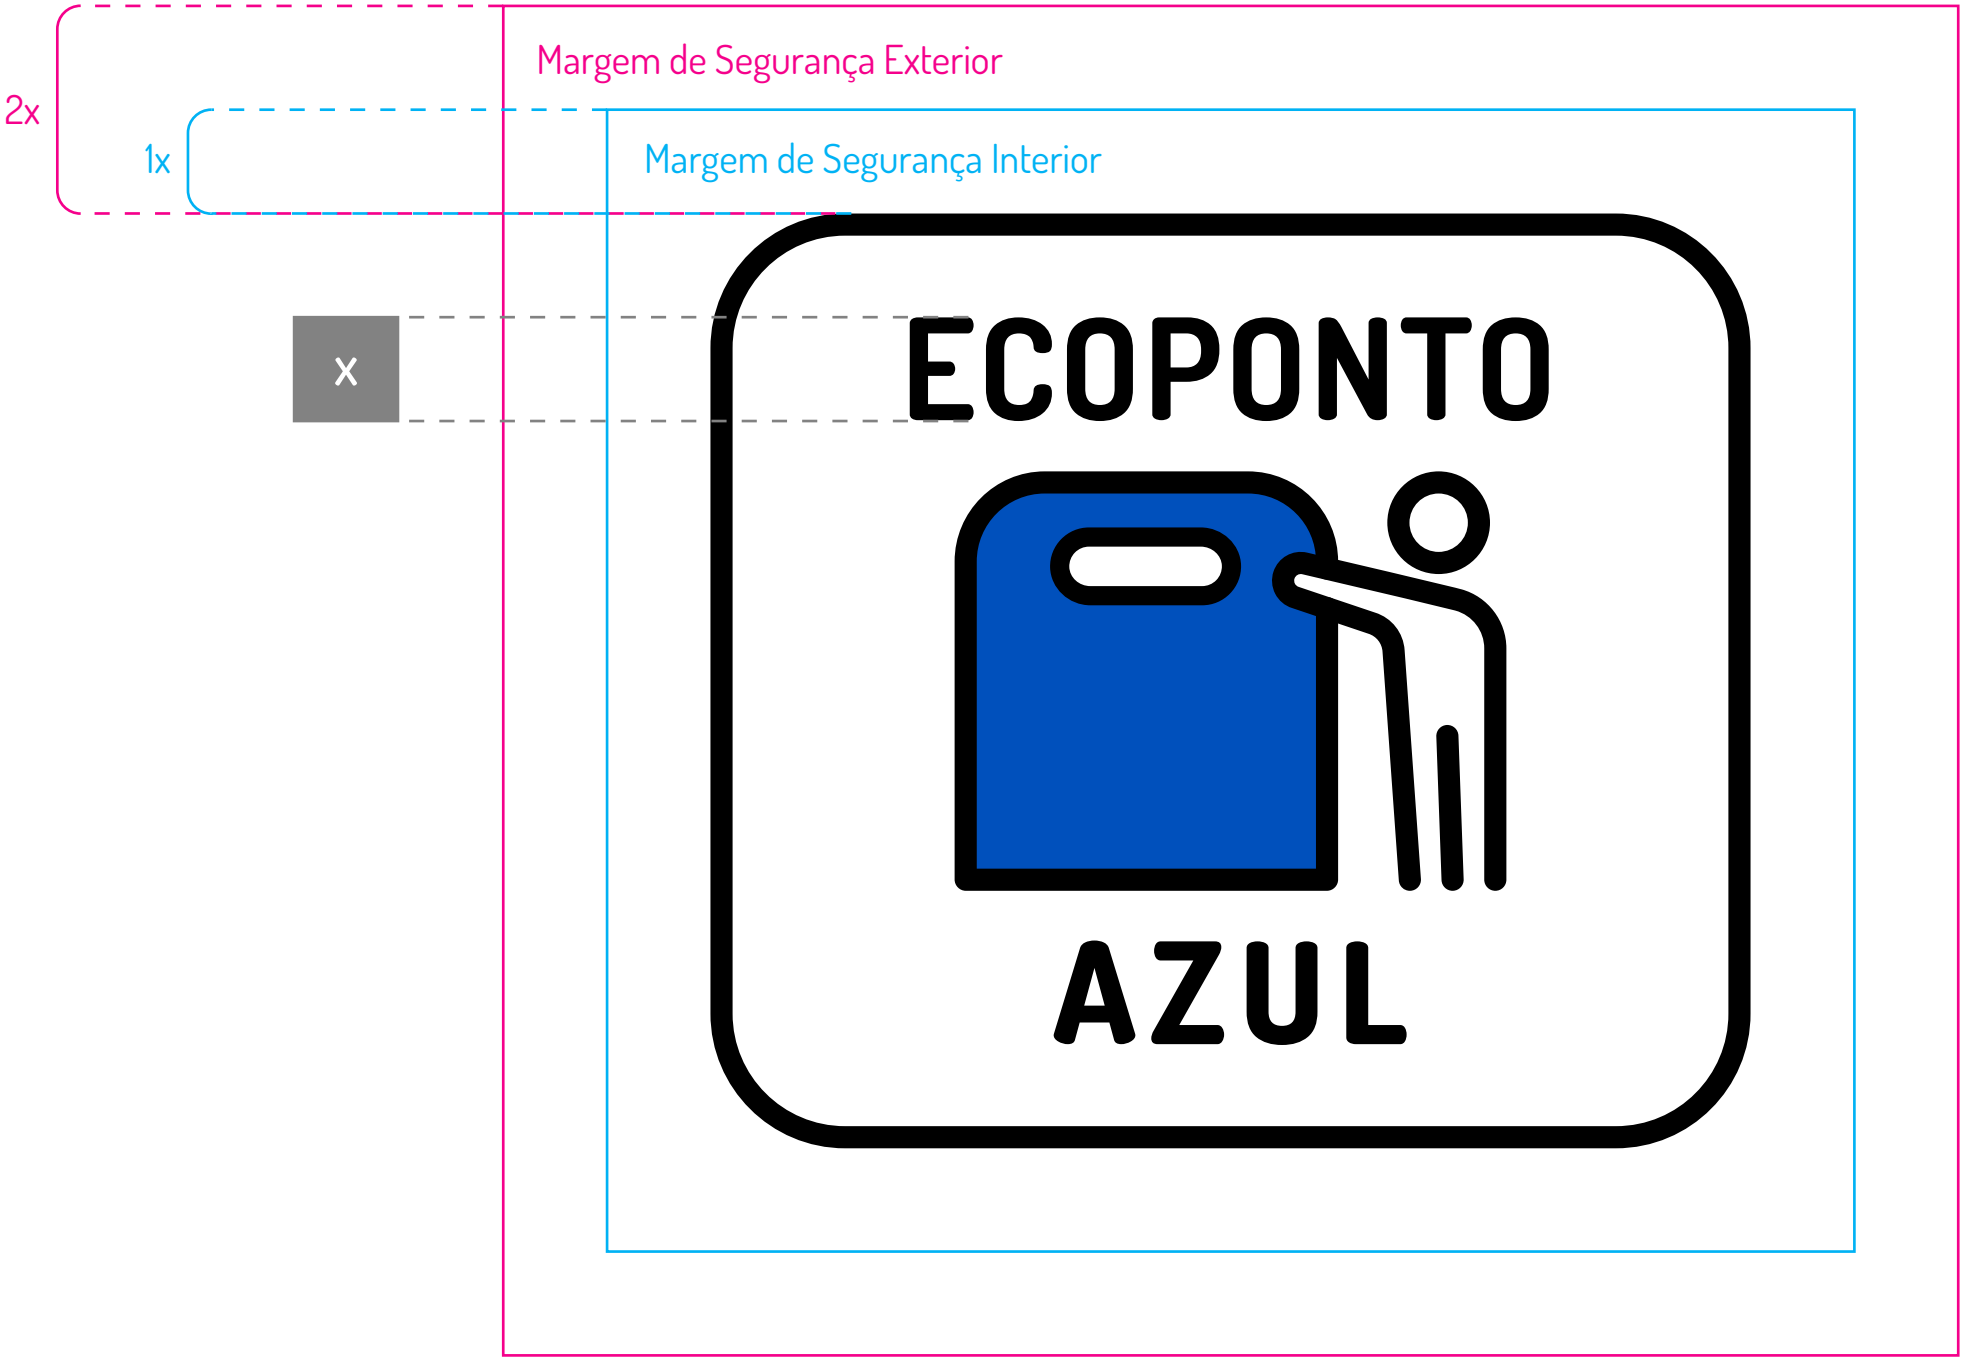 Margem de Segurança Exterior
2x
1x
Margem de Segurança Interior
x
ECOPONTO
AZUL